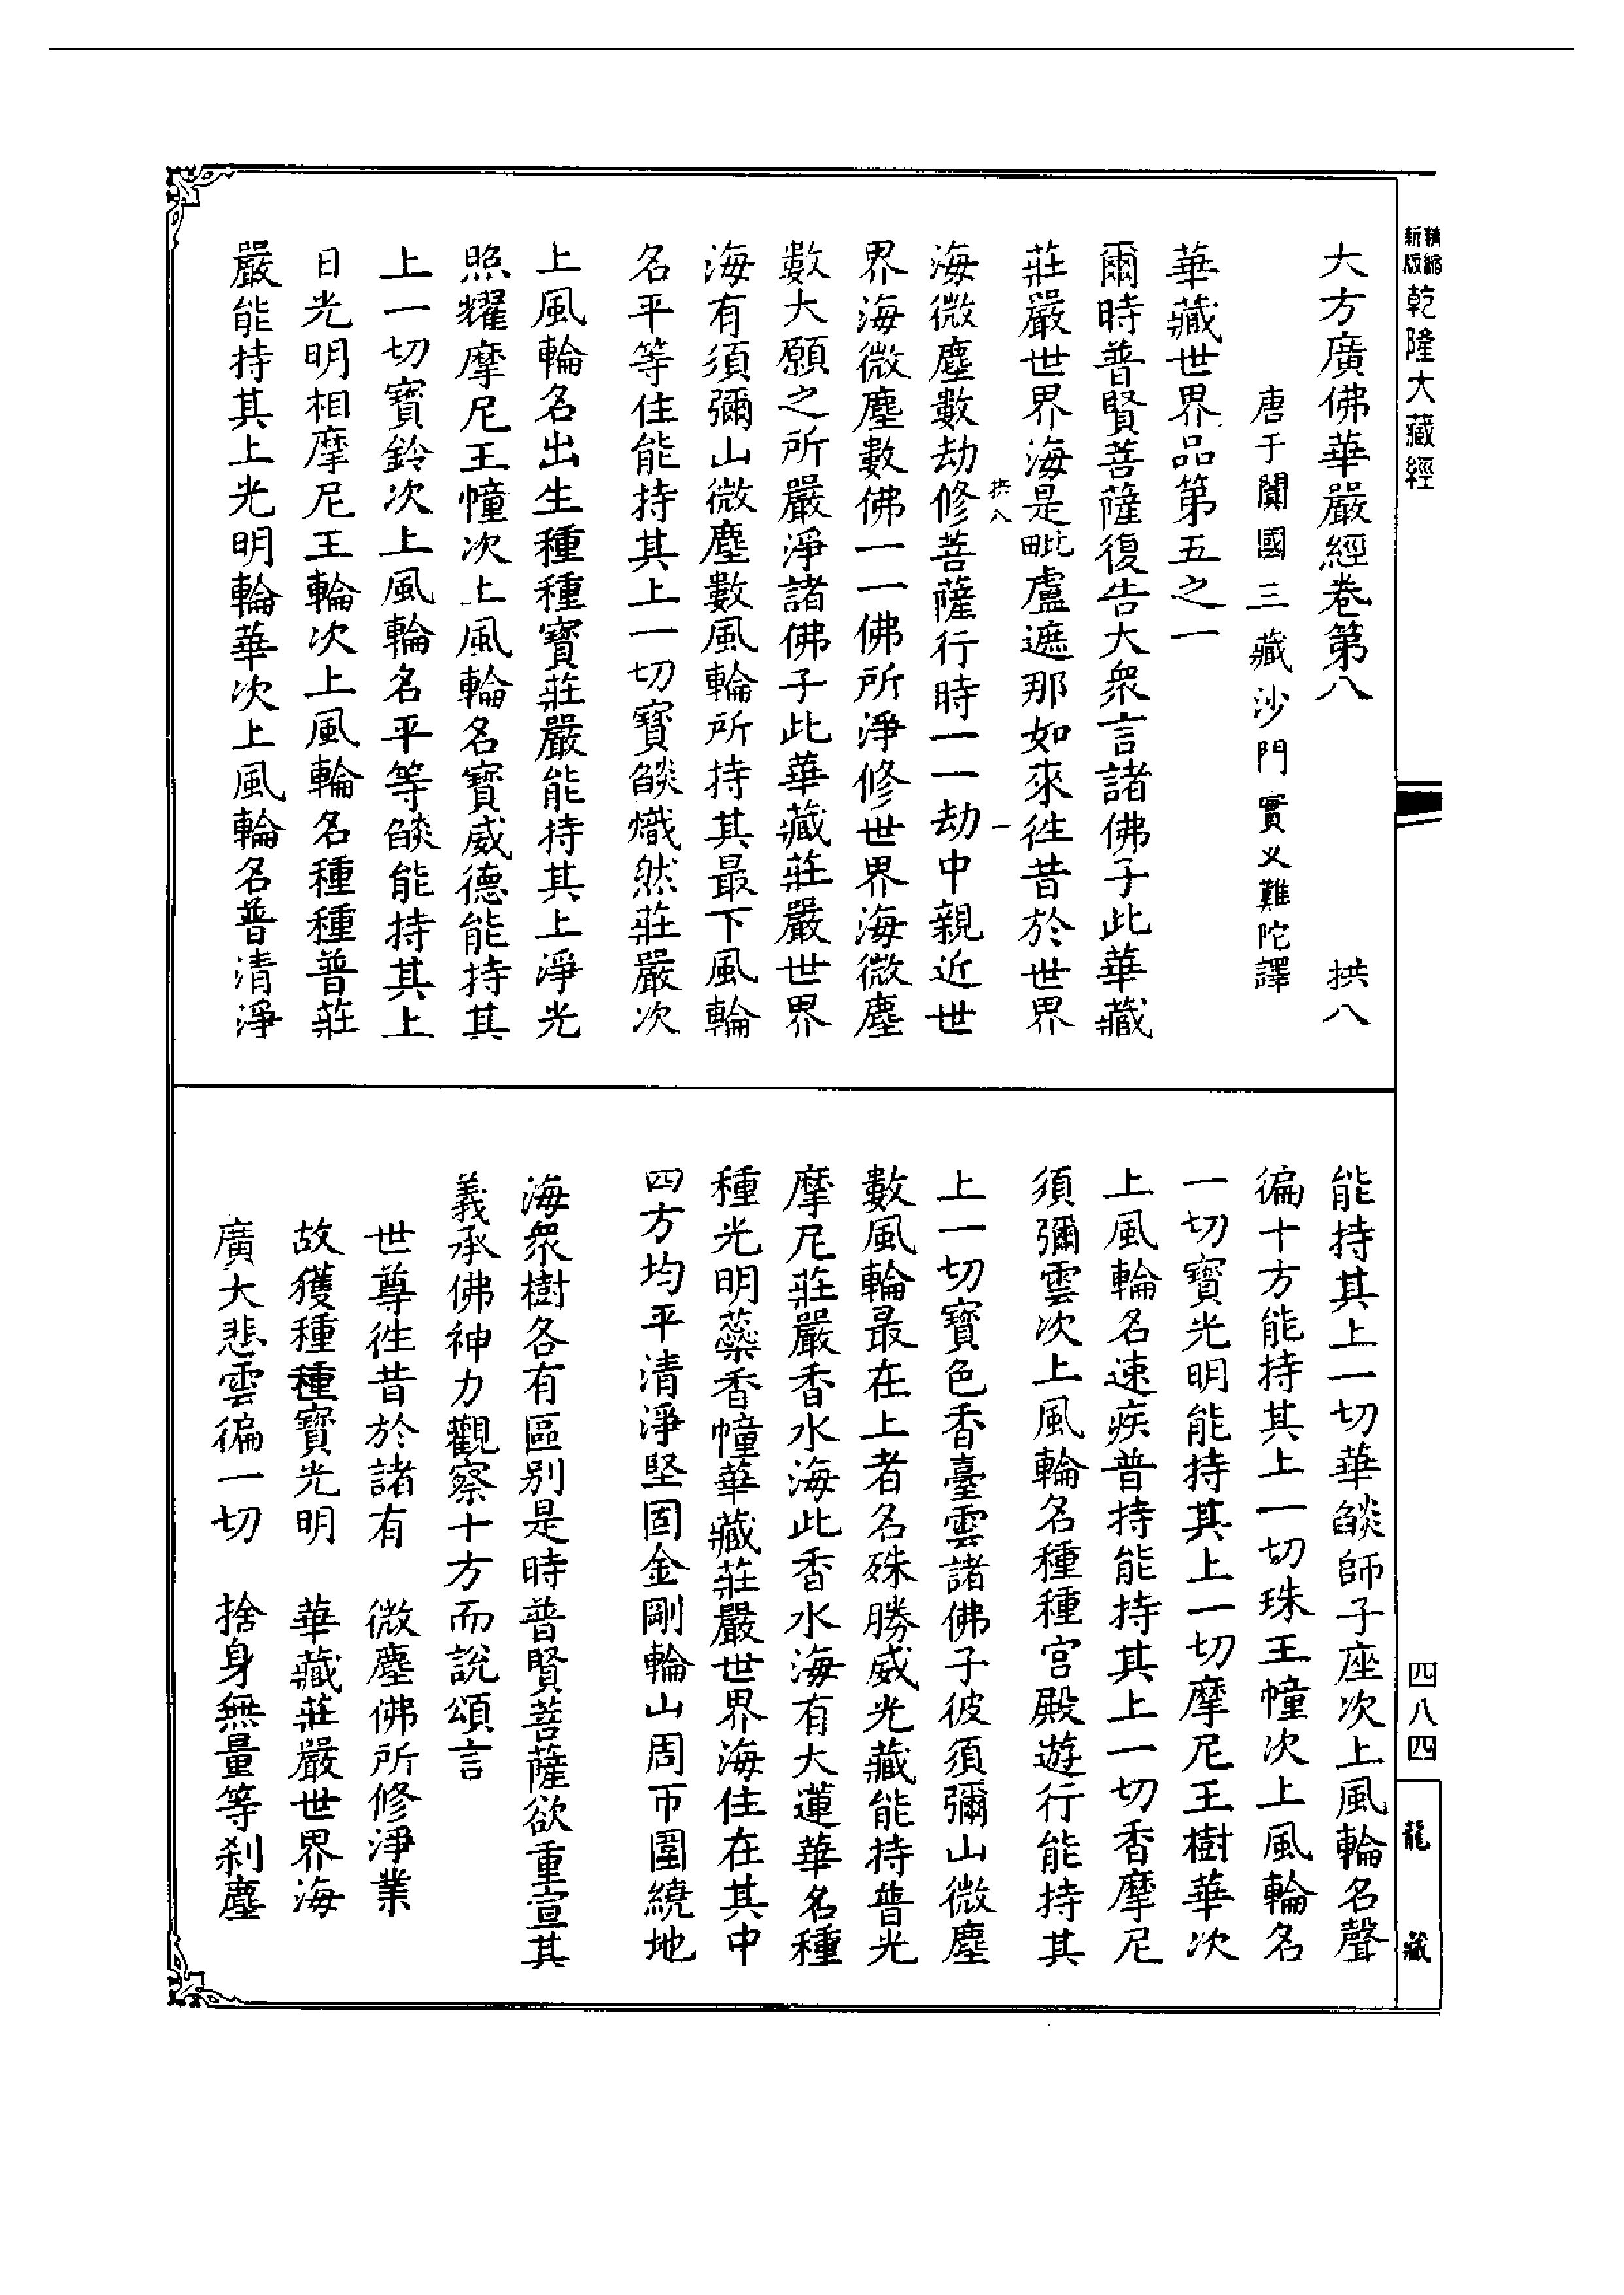 精縮新版乾隆大藏經
大方廣佛華嚴經卷第八 拱八
唐于闐國三藏沙門實叉難陀譯
華藏世界品第五之一
爾時普賢菩薩復告大衆言諸佛子此華藏
莊嚴世界海是毗盧遮那如來徃昔於世界
拱八 一
海微塵數劫修菩薩行時一一劫中親近世
界海微塵數佛一一佛所淨修世界海微塵
數大願之所嚴淨諸佛子此華藏莊嚴世界
海有須彌山微塵數風輪所持其最下風輪
名平等住能持其上一切寶𦦨熾然莊嚴次
上風輪名出生種種寶莊嚴能持其上淨光
照耀摩尼王幢次上風輪名寶威德能持其
上一切寶鈴次上風輪名平等𦦨能持其上
日光明相摩尼王輪次上風輪名種種普莊
嚴能持其上光明輪華次上風輪名普清淨
能持其上一切華𦦨師子座次上風輪名聲
徧十方能持其上一切珠王幢次上風輪名
一切寶光明能持其上一切摩尼王樹華次
上風輪名速疾普持能持其上一切香摩尼
須彌雲次上風輪名種種宮殿遊行能持其
上一切寶色香臺雲諸佛子彼須彌山微塵
數風輪最在上者名殊勝威光藏能持普光
摩尼莊嚴香水海此香水海有大蓮華名種
種光明蘂香幢華藏莊嚴世界海住在其中
四方均平清淨堅固金剛輪山周帀圍繞地
海衆樹各有區别是時普賢菩薩欲重宣其
義承佛神力觀察十方而說頌言
世尊徃昔於諸有 微塵佛所修淨業
故獲種種寶光明 華藏莊嚴世界海
廣大悲雲徧一切 捨身無量等刹塵
四八四
龍藏